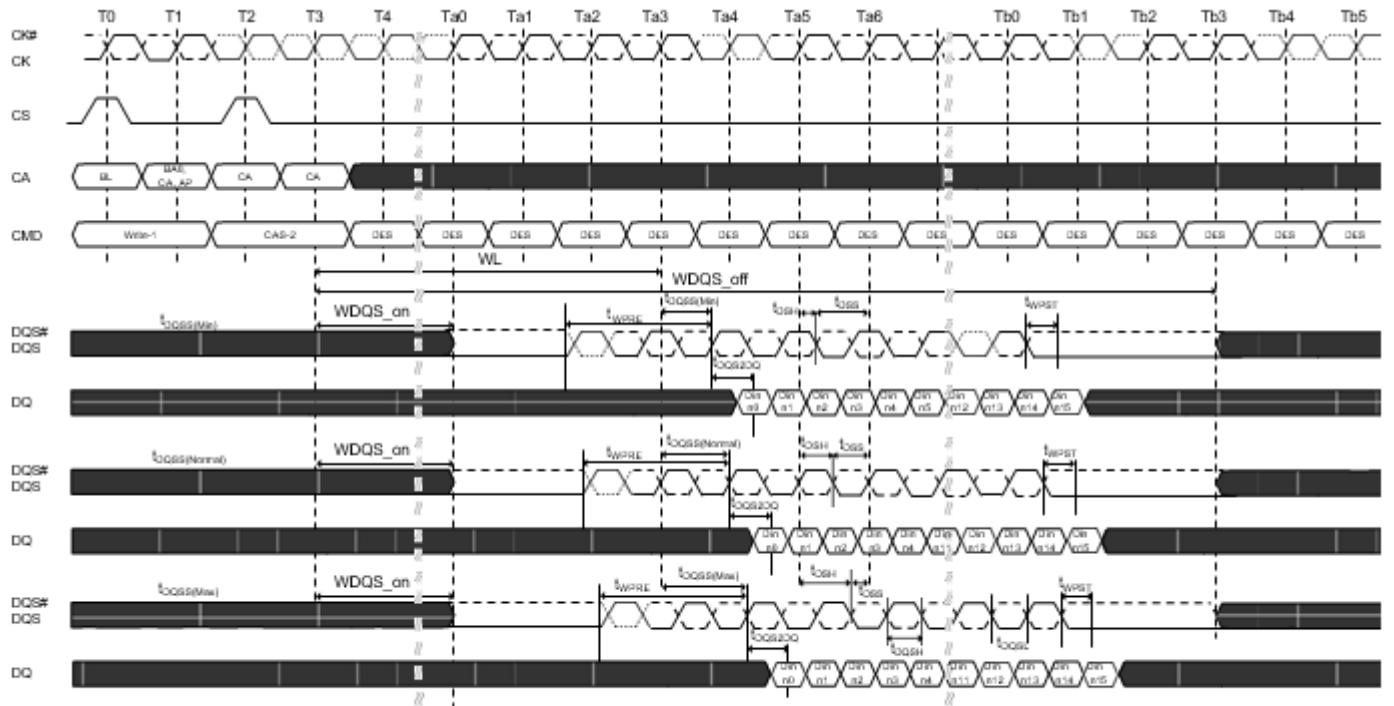 T0 T1 T2 T3 T4 Ta0 Ta1 Ta2 Ta3 Ta4 Ta5 Ta6 Tb0 Tb1 Tb2 Tb3 Tb4 Tb5
CK#
CK
CS
CA BL BA0, CA, AP CA CA
CMD Write-1 CAS-2 DES DES DES DES DES DES DES DES DES DES DES DES DES DES DES
WL
WDQS_off
tDQSS(Min) WDQS_on tWPRE tDQSS(Min) tDSH tDSS tWPST
DQS#
DQS
tDQS2DQ
DQ Din n0 Din n1 Din n2 Din n3 Din n4 Din n5 Din n12 Din n13 Din n14 Din n15
tDQSS(Normal) WDQS_on tWPRE tDQSS(Normal) tDSH tDSS tWPST
DQS#
DQS
tDQS2DQ
DQ Din n0 Din n1 Din n2 Din n3 Din n4 Din n11 Din n12 Din n13 Din n14 Din n15
tDQSS(Max) WDQS_on tWPRE tDQSS(Max) tDSH tDSS tWPST
DQS#
DQS
tDQS2DQ tDQSH tDQSL
DQ Din n0 Din n1 Din n2 Din n3 Din n4 Din n11 Din n12 Din n13 Din n14 Din n15